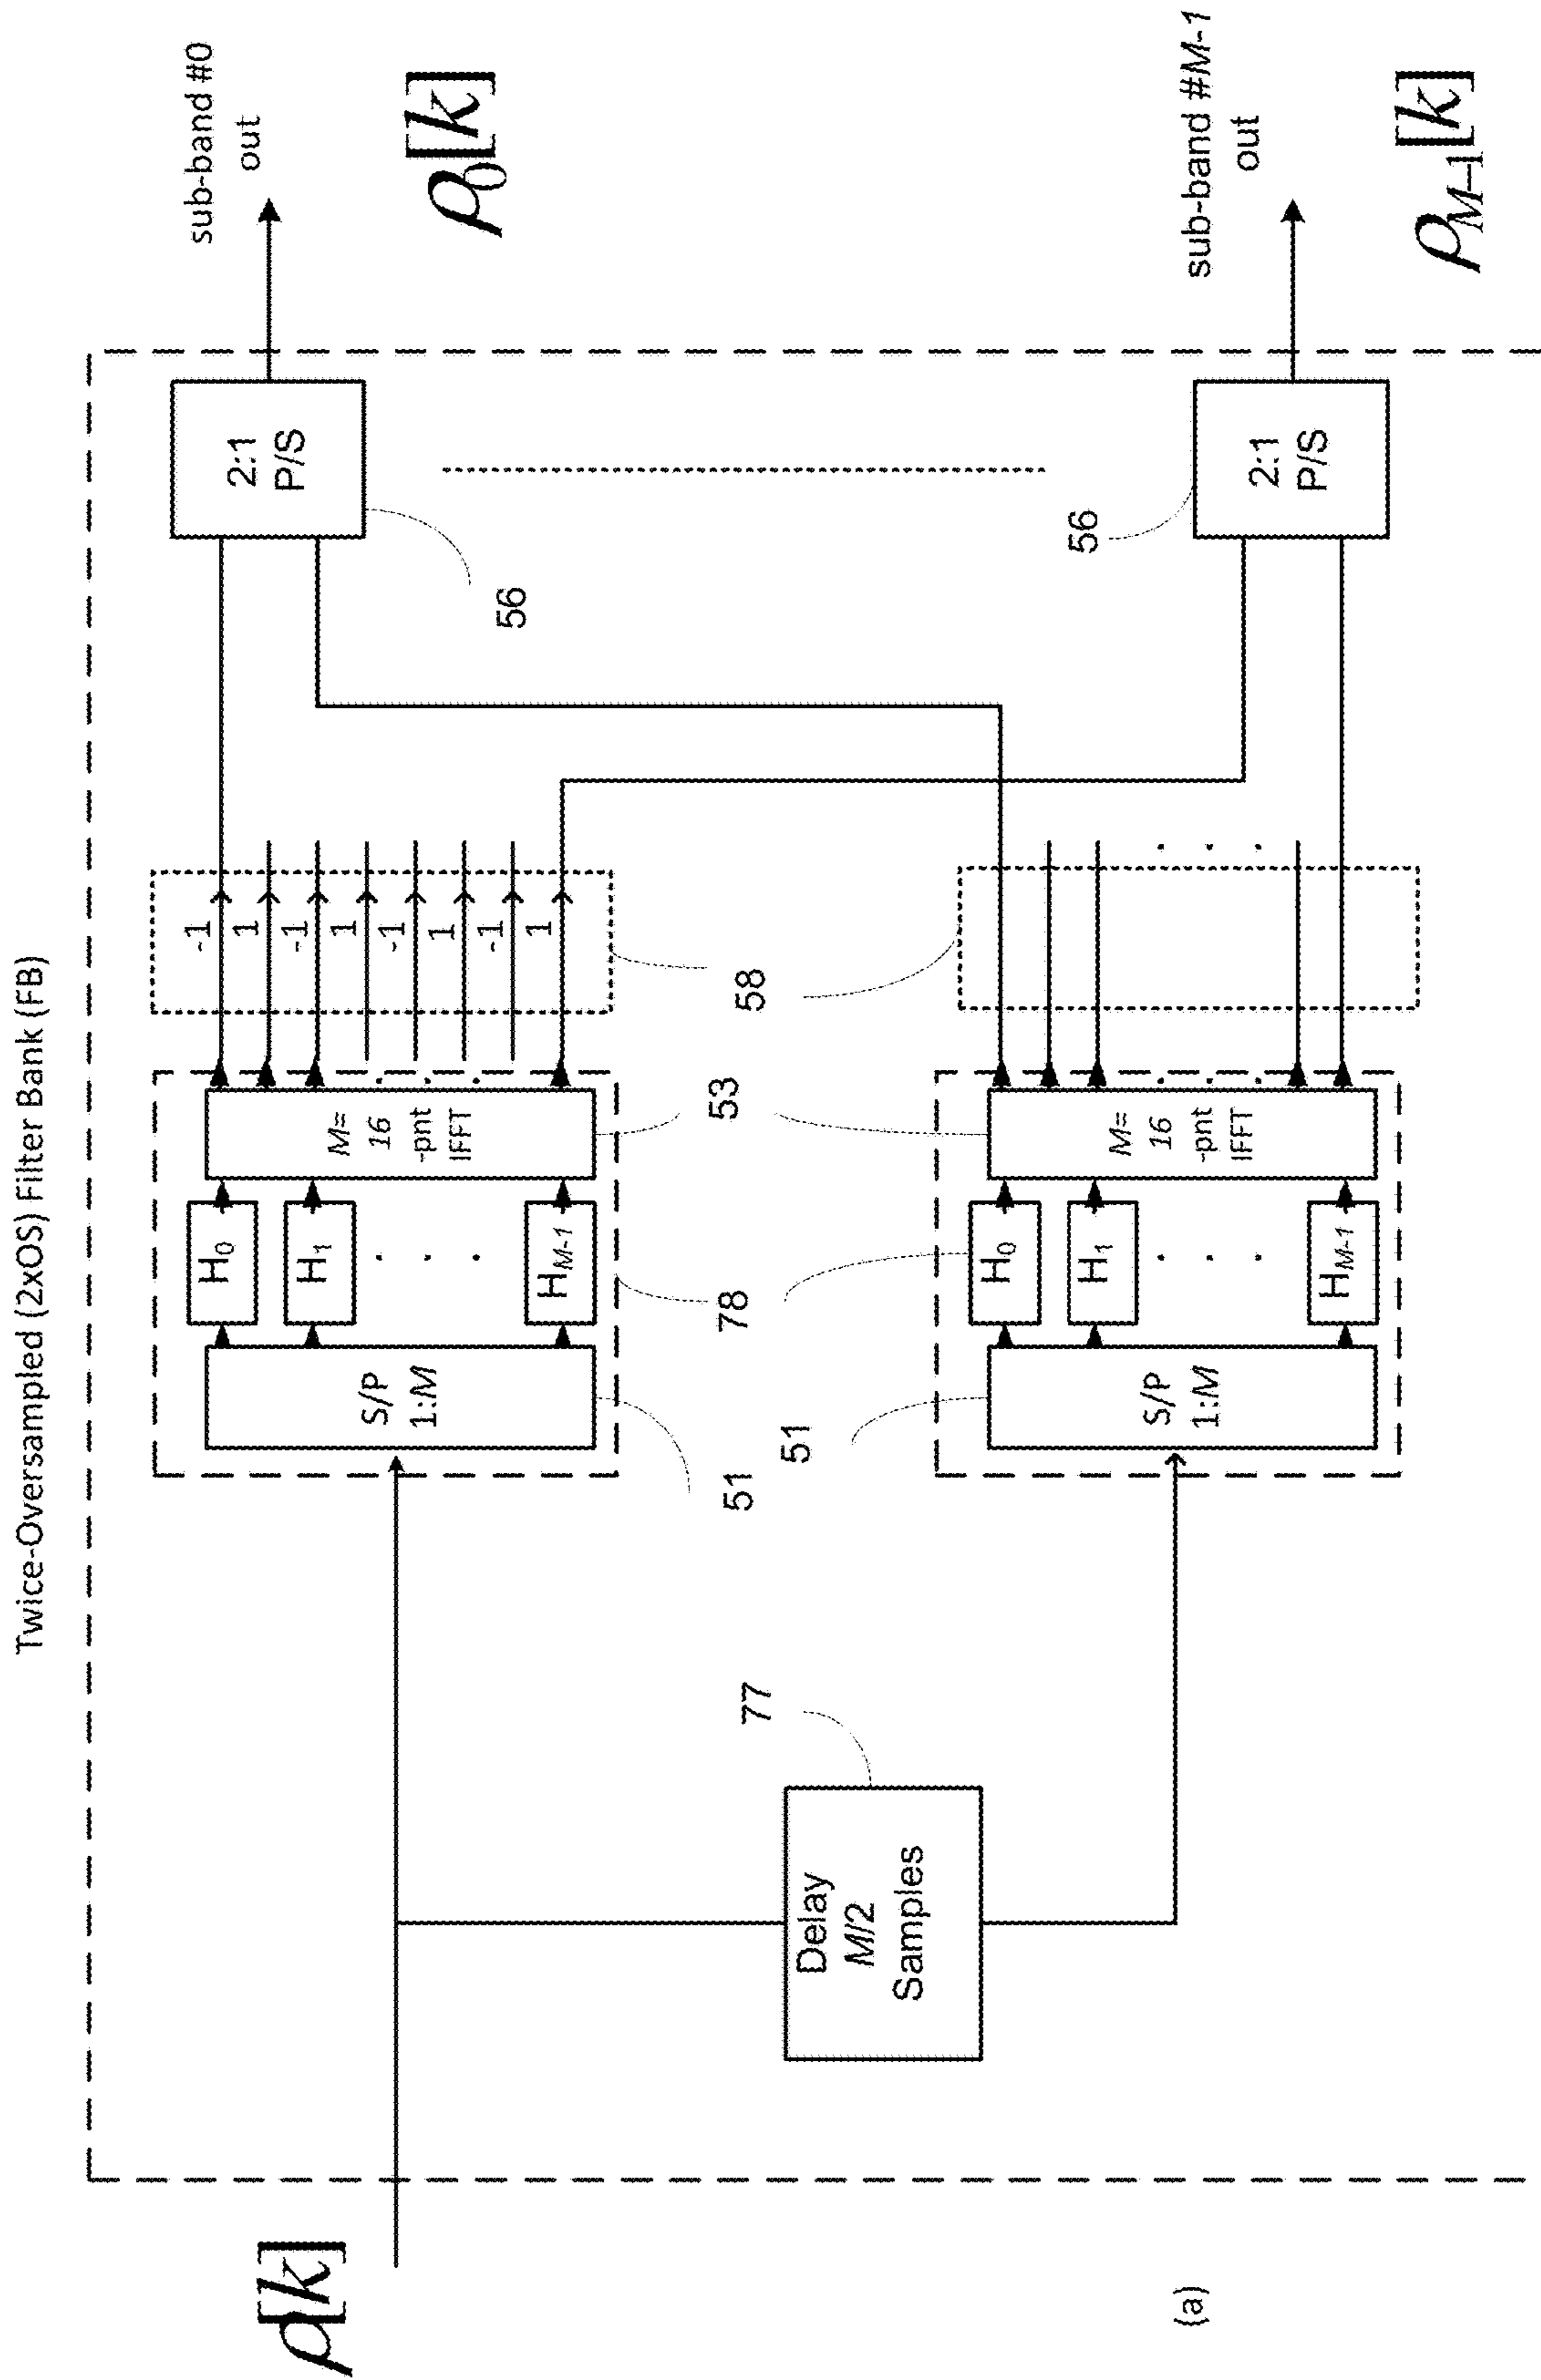 Twice-Oversampled (2xOS) Filter Bank (FB)
ρ[k]
(a)
Delay
M/2
Samples
77
S/P
1:M
51
H0
H1
. . .
HM-1
78
M=
16
-pnt
IFFT
53
. . .
-1
1
-1
1
-1
1
-1
1
58
2:1
P/S
56
sub-band #0
out
ρ0[k]
S/P
1:M
51
H0
H1
. . .
HM-1
M=
16
-pnt
IFFT
. . .
. . .
2:1
P/S
56
sub-band #M-1
out
ρM-1[k]